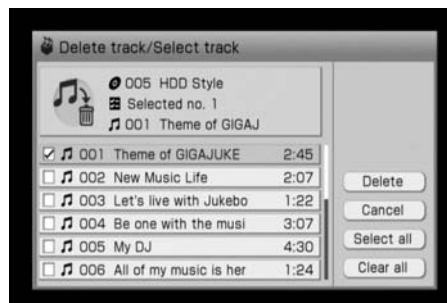 Delete track/Select track
005 HDD Style
Selected no. 1
001 Theme of GIGAJ
001 Theme of GIGAJUKE 2:45
002 New Music Life 2:07
003 Let's live with Jukebo 1:22
004 Be one with the musi 3:07
005 My DJ 4:30
006 All of my music is her 1:24
Delete
Cancel
Select all
Clear all